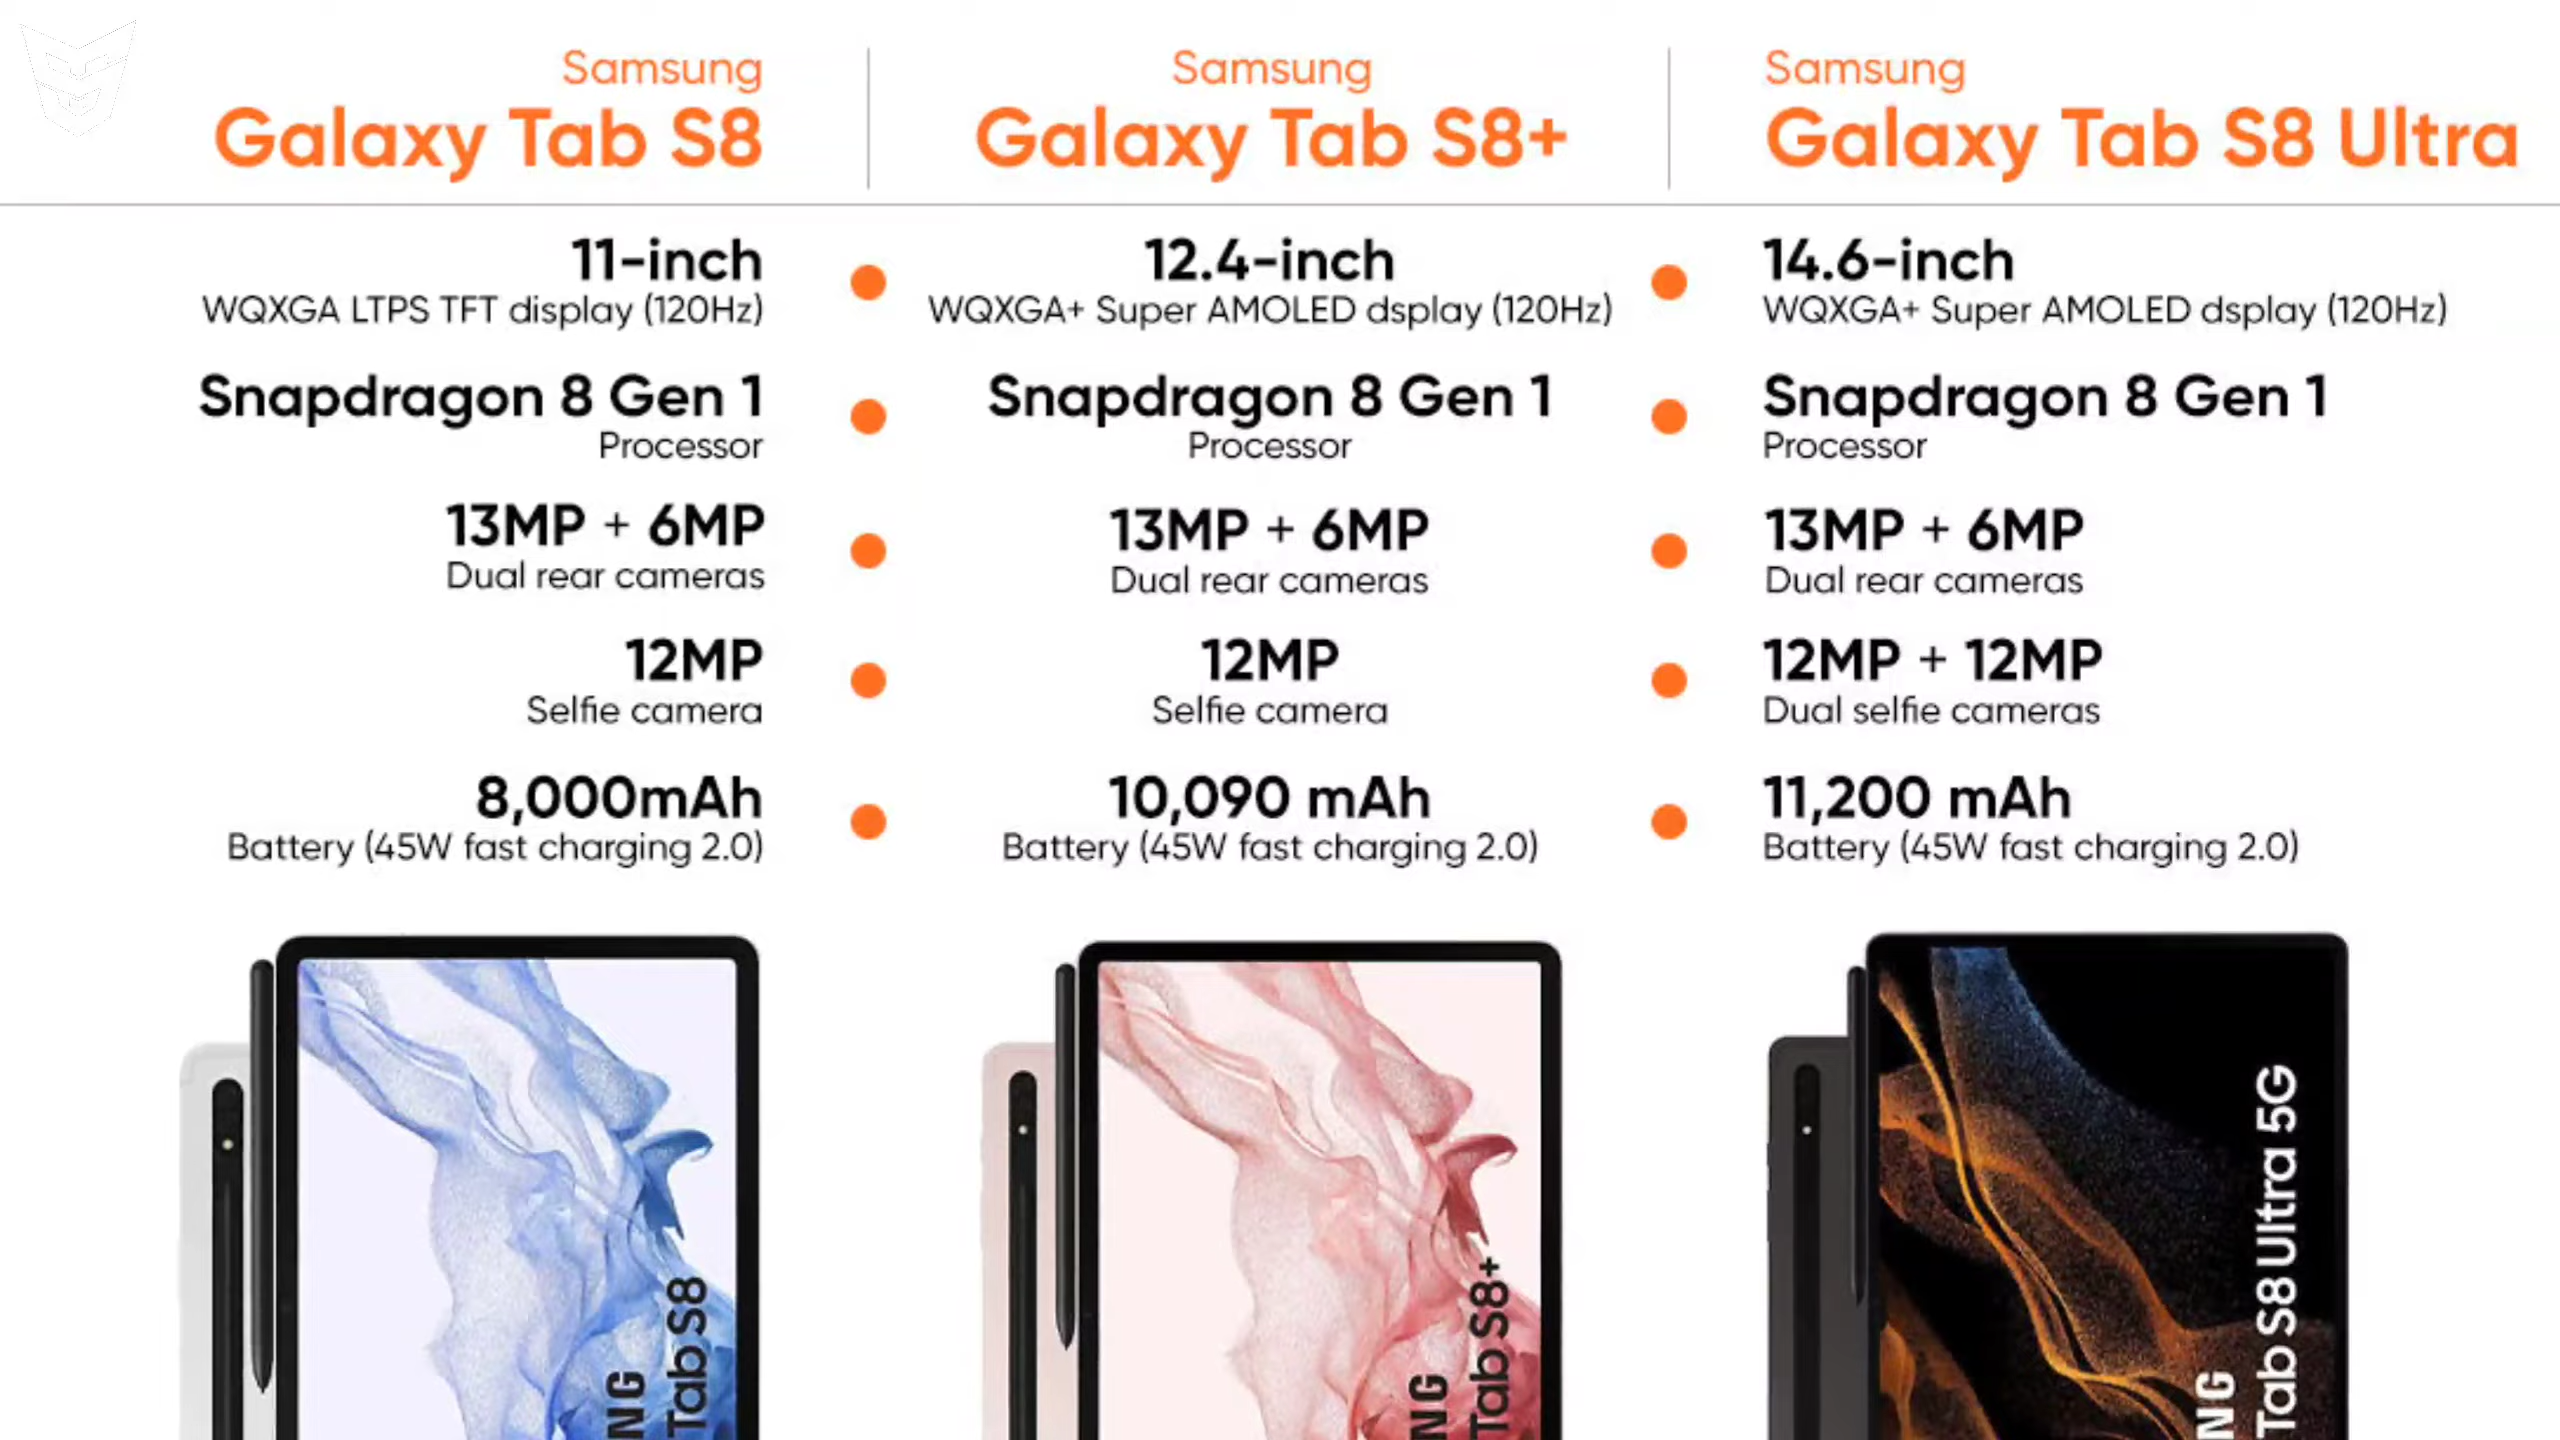 Samsung
Galaxy Tab S8
Samsung
Galaxy Tab S8+
Samsung
Galaxy Tab S8 Ultra
11-inch
WQXGA LTPS TFT display (120Hz)
12.4-inch
WQXGA+ Super AMOLED dsplay (120Hz)
14.6-inch
WQXGA+ Super AMOLED dsplay (120Hz)
Snapdragon 8 Gen 1
Processor
Snapdragon 8 Gen 1
Processor
Snapdragon 8 Gen 1
Processor
13MP + 6MP
Dual rear cameras
13MP + 6MP
Dual rear cameras
13MP + 6MP
Dual rear cameras
12MP
Selfie camera
12MP
Selfie camera
12MP + 12MP
Dual selfie cameras
8,000mAh
Battery (45W fast charging 2.0)
10,090 mAh
Battery (45W fast charging 2.0)
11,200 mAh
Battery (45W fast charging 2.0)
NG
Tab S8
NG
Tab S8+
NG
Tab S8 Ultra 5G